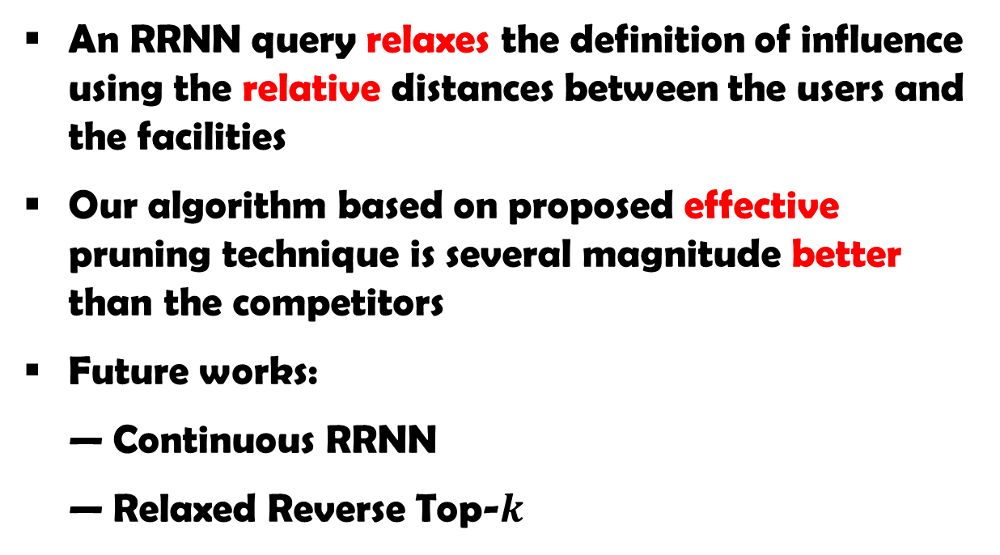 ▪ An RRNN query relaxes the definition of influence
using the relative distances between the users and
the facilities
▪ Our algorithm based on proposed effective
pruning technique is several magnitude better
than the competitors
▪ Future works:
— Continuous RRNN
— Relaxed Reverse Top-k